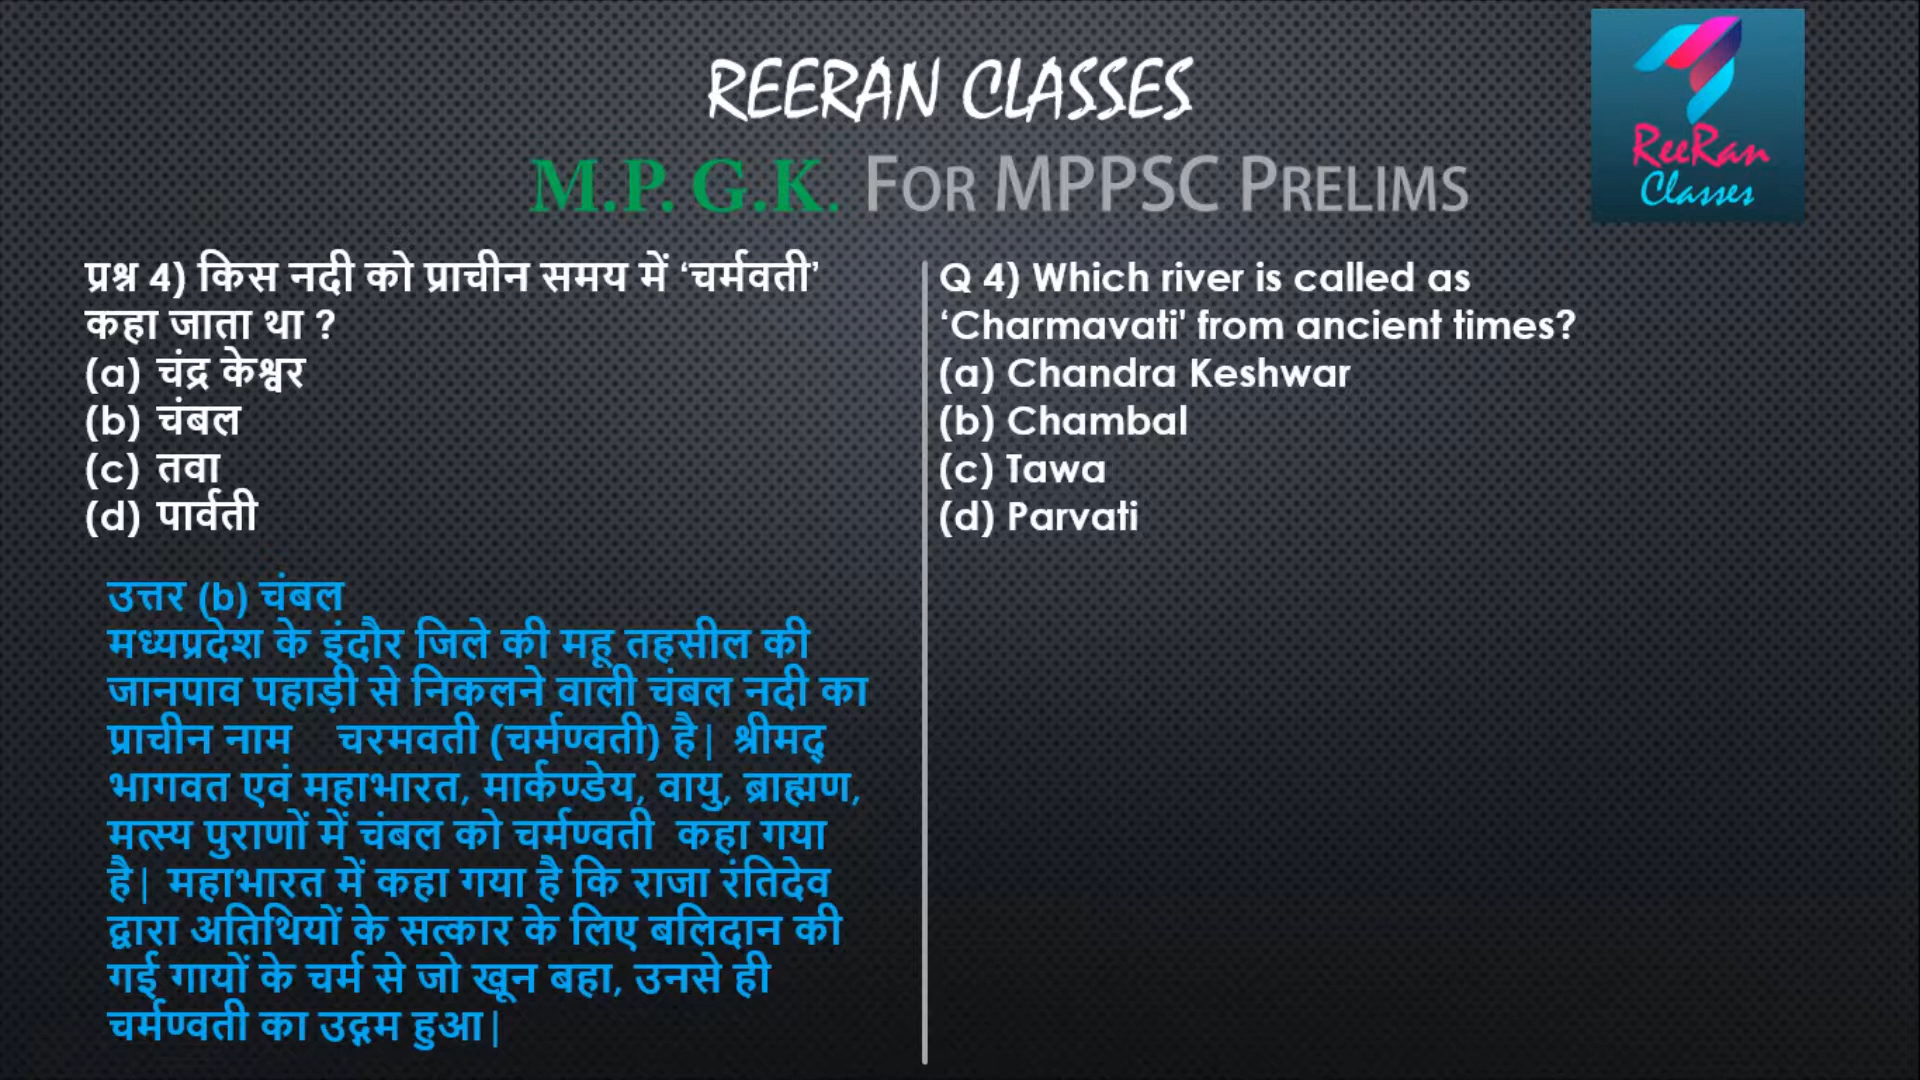 REERAN CLASSES
M.P. G.K. FOR MPPSC PRELIMS
ReeRan
Classes
प्रश्न 4) किस नदी को प्राचीन समय में ‘चर्मवती’
कहा जाता था ?
(a) चंद्र केश्वर
(b) चंबल
(c) तवा
(d) पार्वती
उत्तर (b) चंबल
मध्यप्रदेश के इंदौर जिले की महू तहसील की
जानपाव पहाड़ी से निकलने वाली चंबल नदी का
प्राचीन नाम चरमवती (चर्मण्वती) है| श्रीमद्
भागवत एवं महाभारत, मार्कण्डेय, वायु, ब्राह्मण,
मत्स्य पुराणों में चंबल को चर्मण्वती कहा गया
है| महाभारत में कहा गया है कि राजा रंतिदेव
द्वारा अतिथियों के सत्कार के लिए बलिदान की
गई गायों के चर्म से जो खून बहा, उनसे ही
चर्मण्वती का उद्गम हुआ|
Q 4) Which river is called as
‘Charmavati' from ancient times?
(a) Chandra Keshwar
(b) Chambal
(c) Tawa
(d) Parvati